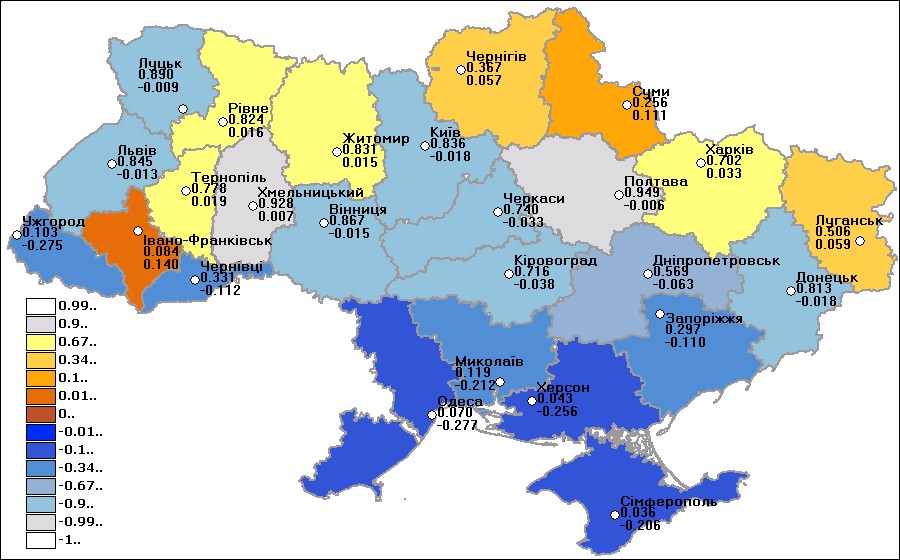 Чернігів
0.367
0.057
Суми
0.256
0.111
Луцьк
0.890
-0.009
Рівне
0.824
0.016
Житомир
0.831
0.015
Київ
0.836
-0.018
Харків
0.702
0.033
Львів
0.845
-0.013
Тернопіль
0.778
0.019
Хмельницький
0.928
0.007
Вінниця
0.867
-0.015
Черкаси
0.740
-0.033
Полтава
0.949
-0.006
Луганськ
0.506
0.059
Ужгород
0.103
-0.275
Івано-Франківськ
0.084
0.140
Чернівці
0.331
-0.112
Кіровоград
0.716
-0.038
Дніпропетровськ
0.569
-0.063
Донецьк
0.813
-0.018
Запоріжжя
0.297
-0.110
Миколаїв
0.119
-0.212
Херсон
0.043
-0.256
Одеса
0.070
-0.277
Сімферополь
0.036
-0.206
0.99..
0.9..
0.67..
0.34..
0.1..
0.01..
0..
-0.01..
-0.1..
-0.34..
-0.67..
-0.9..
-0.99..
-1..